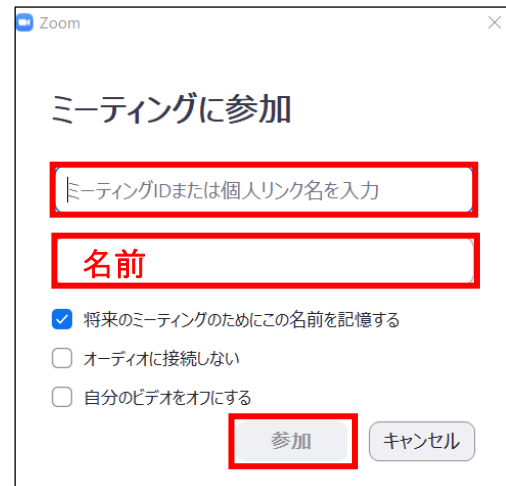 Zoom
ミーティングに参加
ミーティングIDまたは個人リンク名を入力
名前
将来のミーティングのためにこの名前を記憶する
オーディオに接続しない
自分のビデオをオフにする
参加 キャンセル